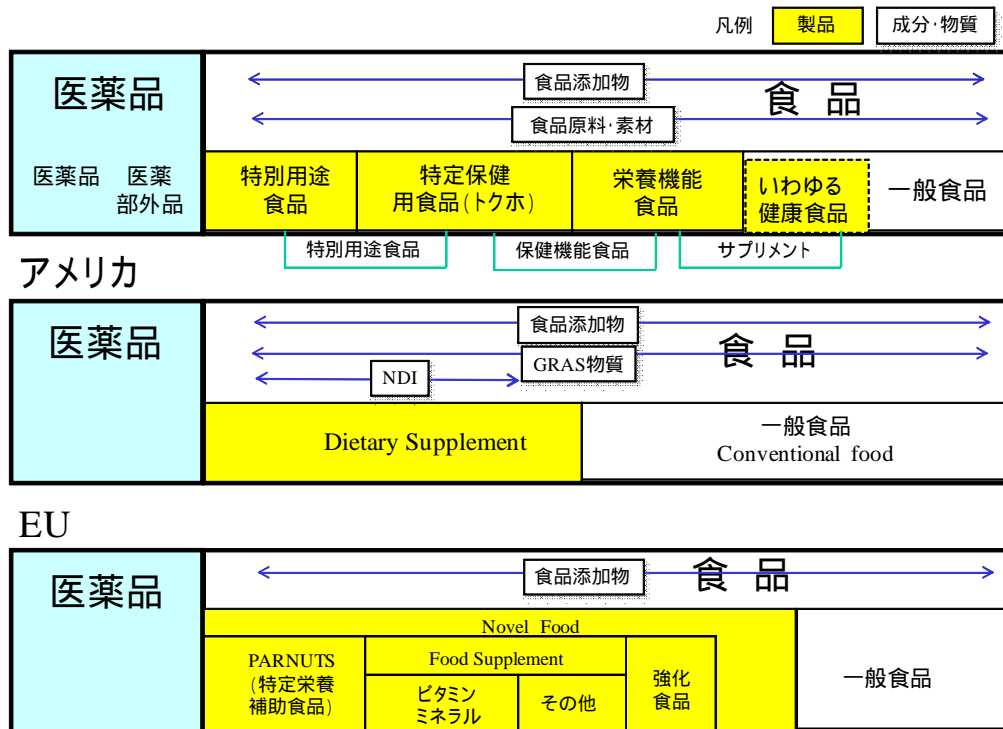 凡例
製品
成分·物質
医薬品
食品添加物
食 品
食品原料·素材
医薬品
医薬
部外品
特別用途
食品
特定保健
用食品(トクホ)
栄養機能
食品
いわゆる
健康食品
一般食品
特別用途食品
保健機能食品
サプリメント
アメリカ
医薬品
食品添加物
食 品
GRAS物質
NDI
Dietary Supplement
一般食品
Conventional food
EU
医薬品
食品添加物
食 品
Novel Food
PARNUTS
(特定栄養
補助食品)
Food Supplement
ビタミン
ミネラル
その他
強化
食品
一般食品